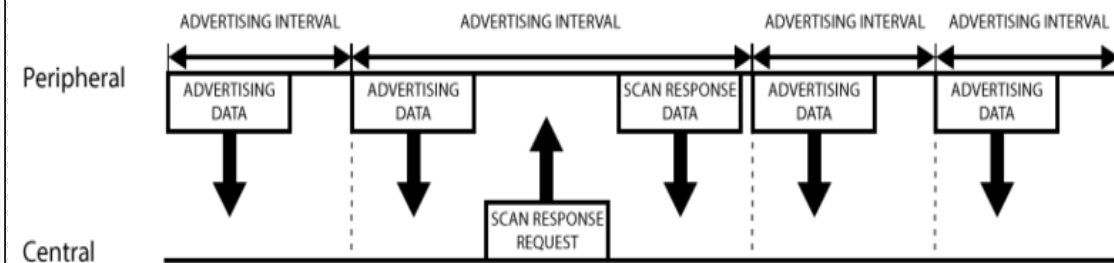 ADVERTISING INTERVAL ADVERTISING INTERVAL ADVERTISING INTERVAL ADVERTISING INTERVAL
Peripheral
ADVERTISING DATA
ADVERTISING DATA
SCAN RESPONSE DATA
ADVERTISING DATA
ADVERTISING DATA
SCAN RESPONSE REQUEST
Central